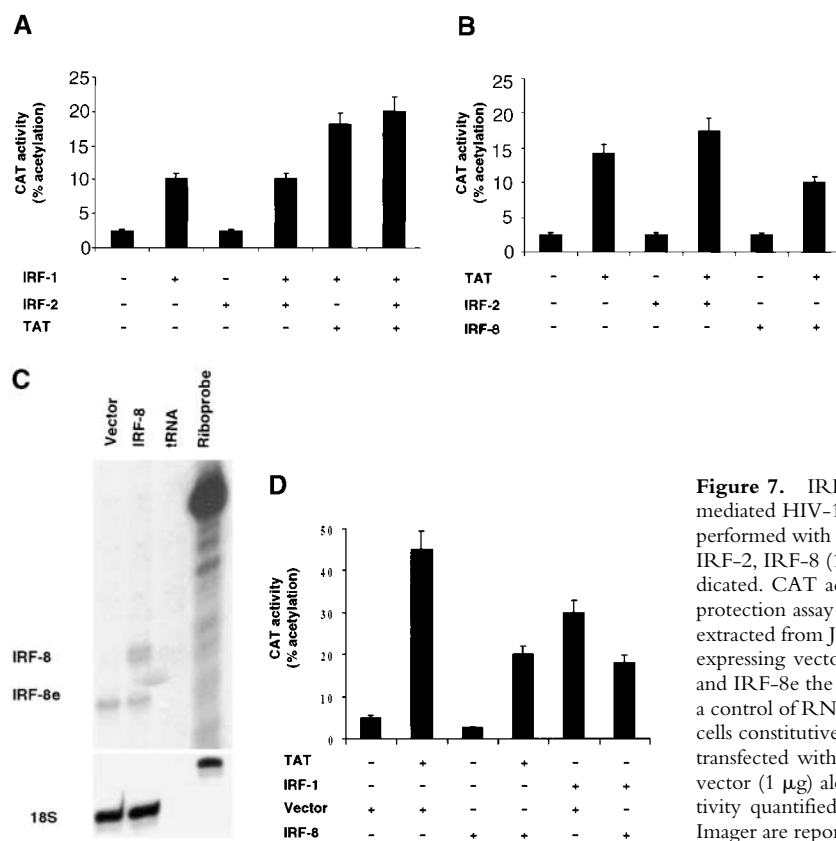 A
CAT activity
(% acetylation)
25
20
15
10
5
0
IRF-1 - + - + + +
IRF-2 - - + + - +
TAT - - - - + +
B
CAT activity
(% acetylation)
25
20
15
10
5
0
TAT - + - + - +
IRF-2 - - + + - -
IRF-8 - - - - + +
C
Vector
IRF-8
tRNA
Riboprobe
IRF-8
IRF-8e
18S
D
CAT activity
(% acetylation)
50
40
30
20
10
0
TAT - + - + - -
IRF-1 - - - - + +
Vector + + - - + -
IRF-8 - - + + - +
Figure 7. IRF
mediated HIV-1
performed with
IRF-2, IRF-8 (1
dicated. CAT ac
protection assay
extracted from J
expressing vecto
and IRF-8e the
a control of RN
cells constitutive
transfected with
vector (1 μg) alo
tivity quantified
Imager are repor